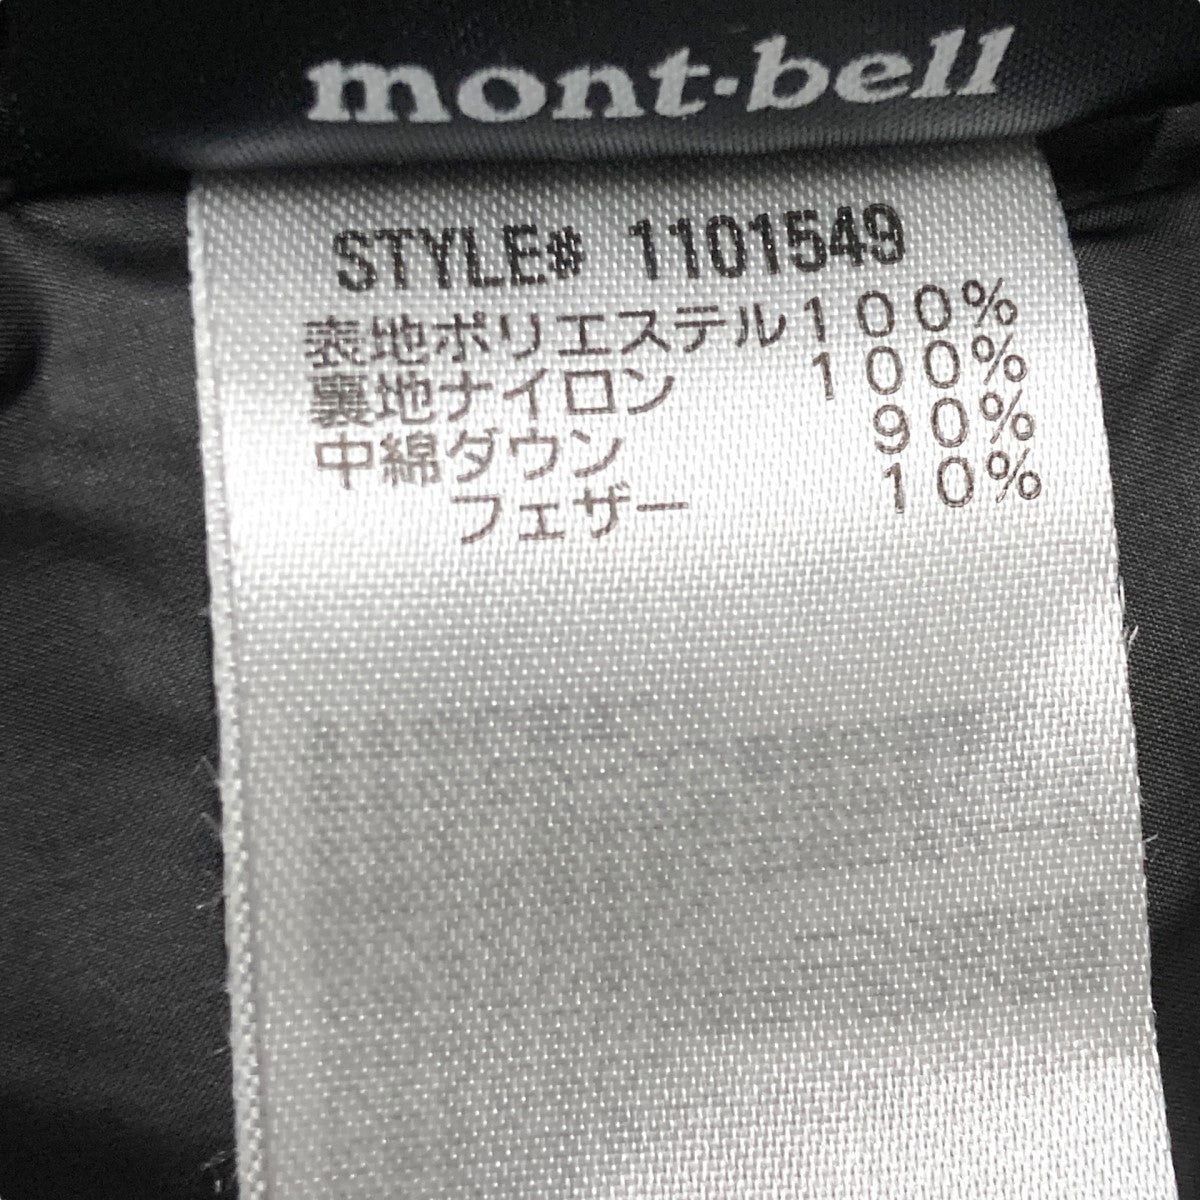 mont-bell
STYLE# 1101549
表地ポリエステル100%
裏地ナイロン 100%
中綿ダウン 90%
フェザー 10%